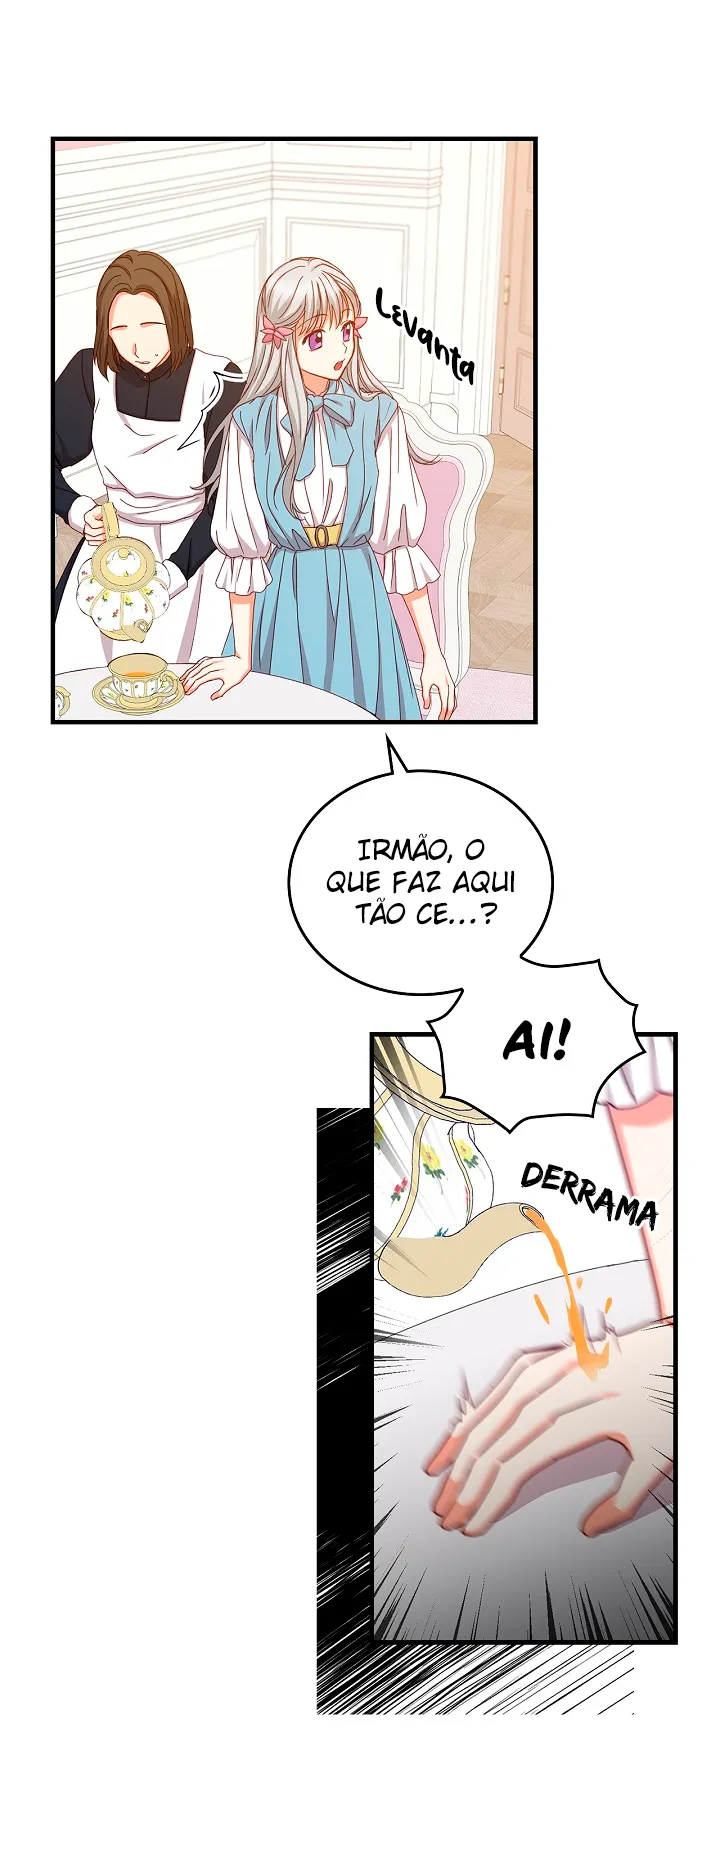 Levanta
IRMÃO, O
QUE FAZ AQUI
TÃO CE...?
AI!
DERRAMA